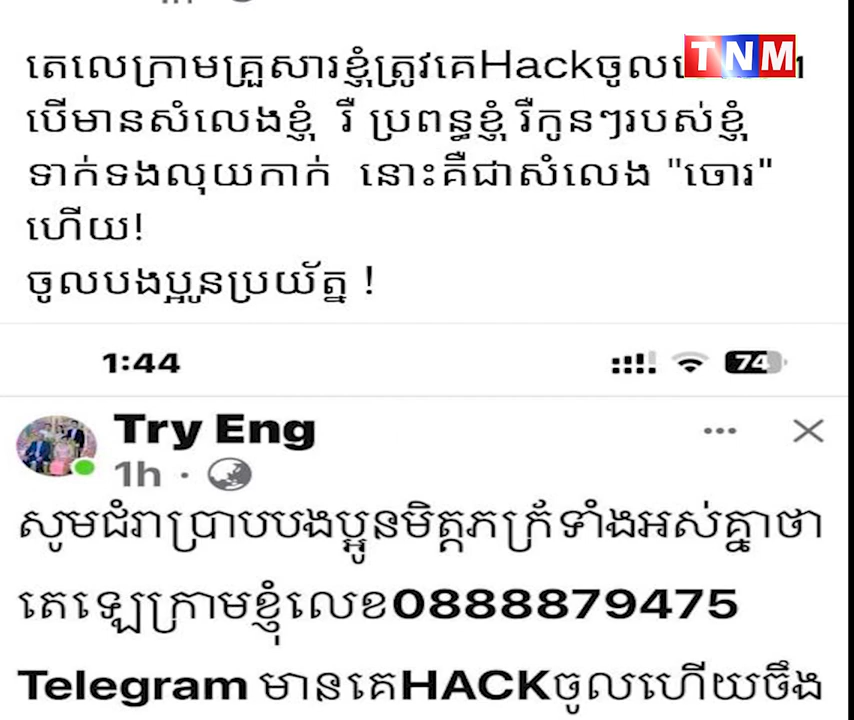 តេលេក្រាមគ្រួសារខ្ញុំត្រូវគេHackចូល
TNM
បើមានសំលេងខ្ញុំ រឺ ប្រពន្ធខ្ញុំ រឺកូនៗរបស់ខ្ញុំ
ទាក់ទងលុយកាក់ នោះគឺជាសំលេង "ចោរ"
ហើយ!
ចូលបងប្អូនប្រយ័ត្ន !
1:44
74
Try Eng
1h
សូមជំរាប្រាបបងប្អូនមិត្តភក្រ័ទាំងអស់គ្នាថា
តេឡេក្រាមខ្ញុំលេខ0888879475
Telegram មានគេHACKចូលហើយចឹង